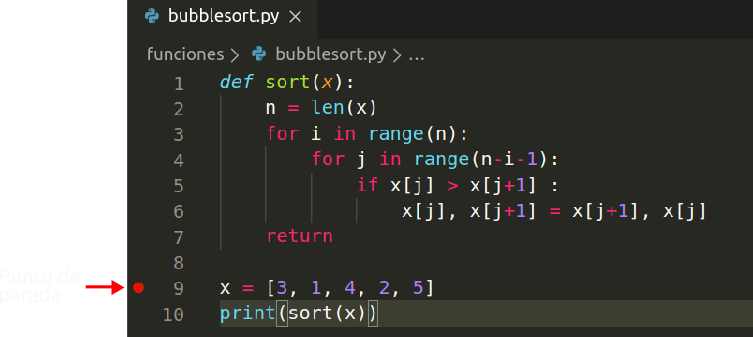 bubblesort.py ×
funciones > bubblesort.py > ...
1 def sort(x):
2 n = len(x)
3 for i in range(n):
4 for j in range(n-i-1):
5 if x[j] > x[j+1] :
6 x[j], x[j+1] = x[j+1], x[j]
7 return
8
Punto de
parada
9 x = [3, 1, 4, 2, 5]
10 print(sort(x))